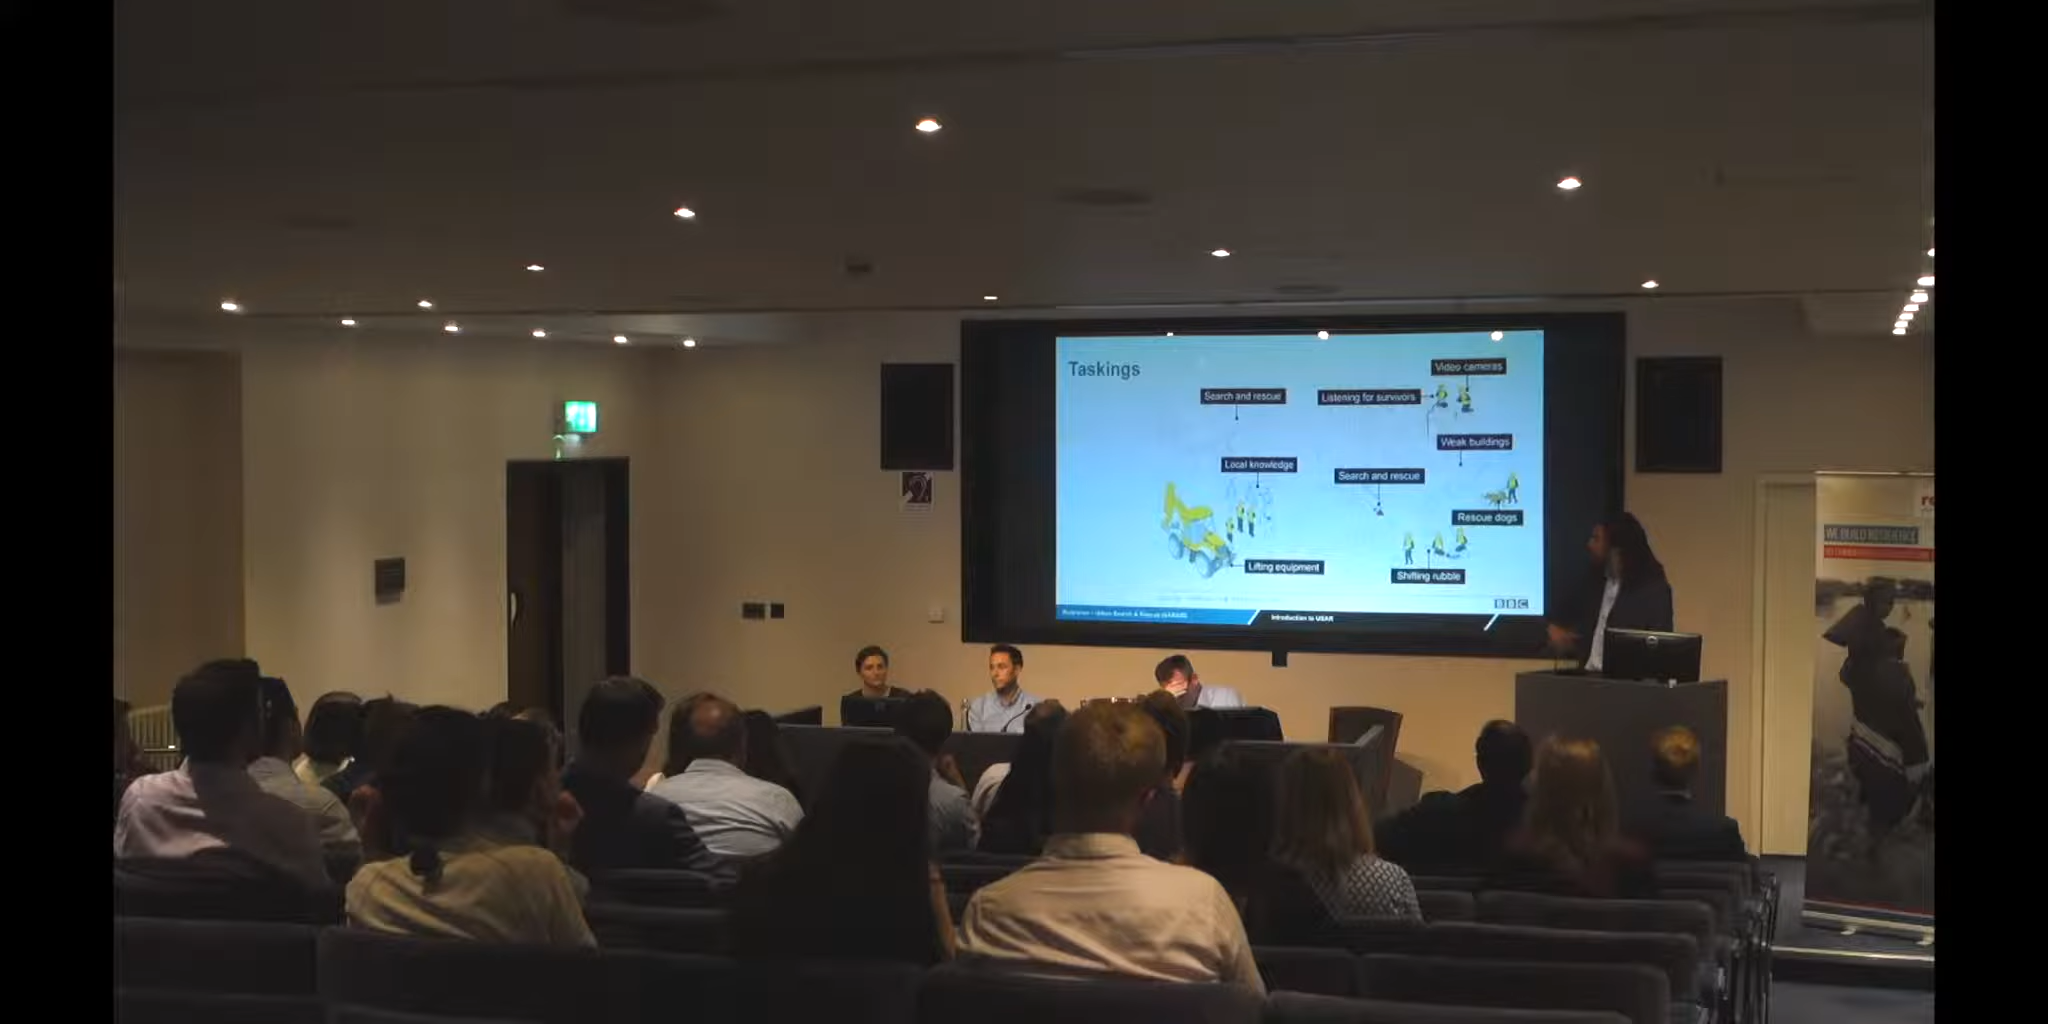 Taskings
Video cameras
Search and rescue
Listening for survivors
Weak buildings
Local knowledge
Search and rescue
Rescue dogs
Lifting equipment
Shifting rubble
BBC
Introduction to USAR
WE BUILD RESILIENCE